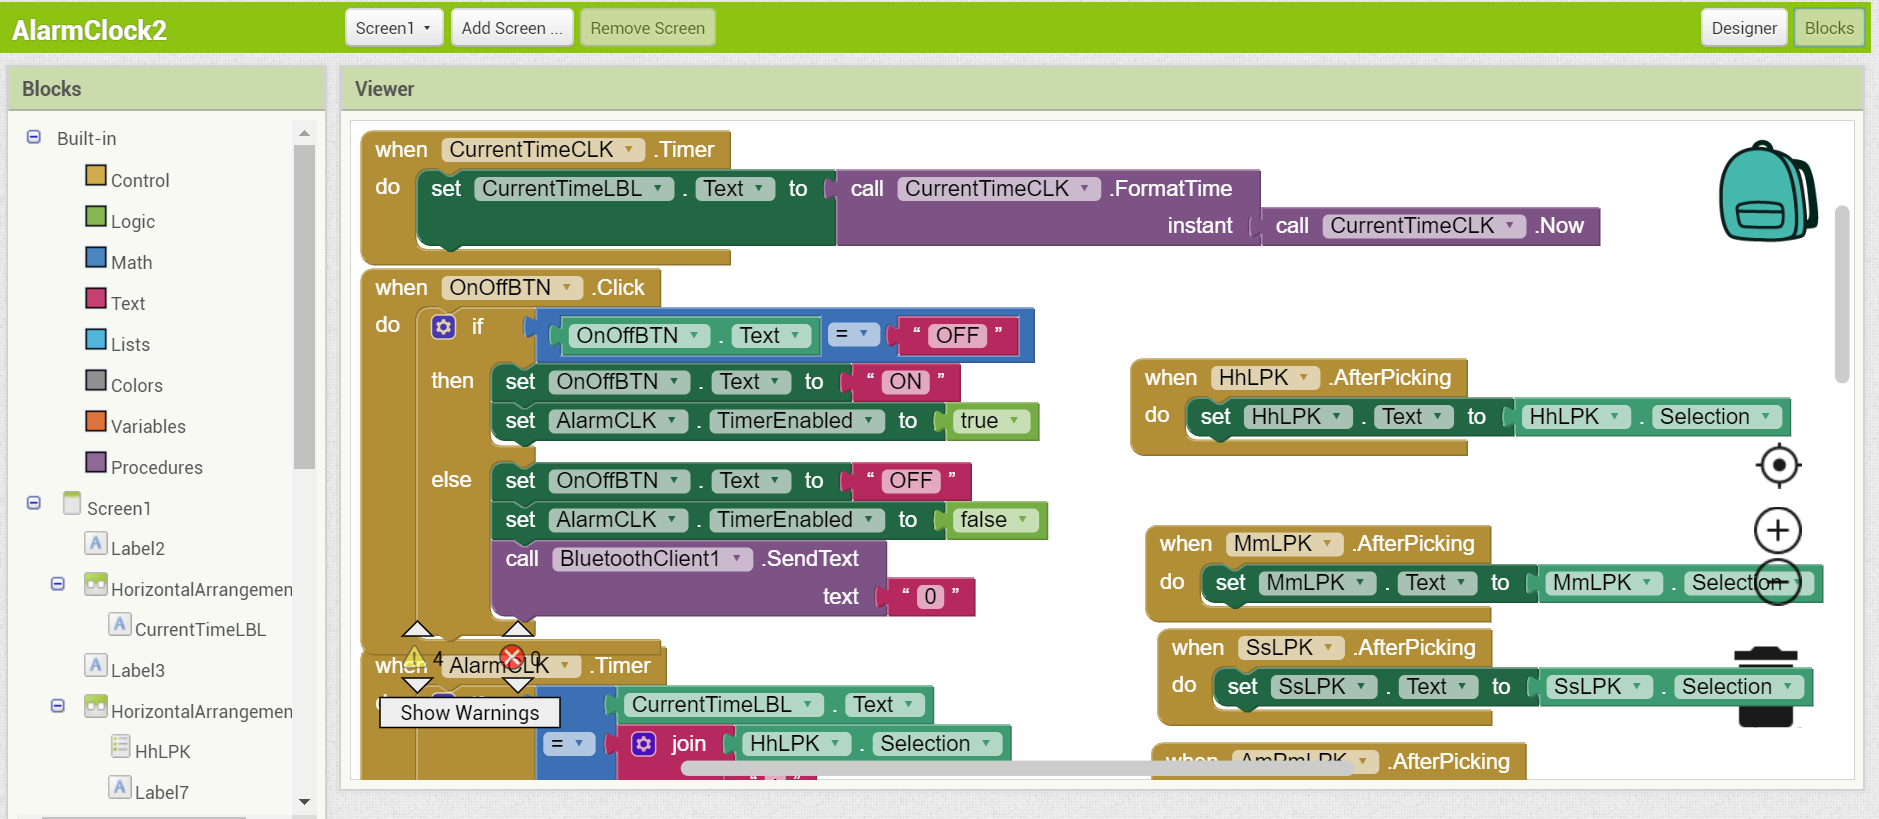 AlarmClock2
Screen1
Add Screen ...
Remove Screen
Designer
Blocks
Blocks
Built-in
Control
Logic
Math
Text
Lists
Colors
Variables
Procedures
Screen1
Label2
HorizontalArrangemen
CurrentTimeLBL
Label3
HorizontalArrangemen
HhLPK
Label7
Viewer
when CurrentTimeCLK .Timer
do set CurrentTimeLBL . Text to call CurrentTimeCLK .FormatTime
instant call CurrentTimeCLK .Now
when OnOffBTN .Click
do if OnOffBTN . Text = “ OFF ”
then set OnOffBTN . Text to “ ON ”
set AlarmCLK . TimerEnabled to true
else set OnOffBTN . Text to “ OFF ”
set AlarmCLK . TimerEnabled to false
call BluetoothClient1 .SendText
text “ 0 ”
when AlarmCLK .Timer
4 0
Show Warnings
CurrentTimeLBL . Text
= join HhLPK . Selection
when HhLPK .AfterPicking
do set HhLPK . Text to HhLPK . Selection
when MmLPK .AfterPicking
do set MmLPK . Text to MmLPK . Selection
when SsLPK .AfterPicking
do set SsLPK . Text to SsLPK . Selection
when AmPmLPK .AfterPicking